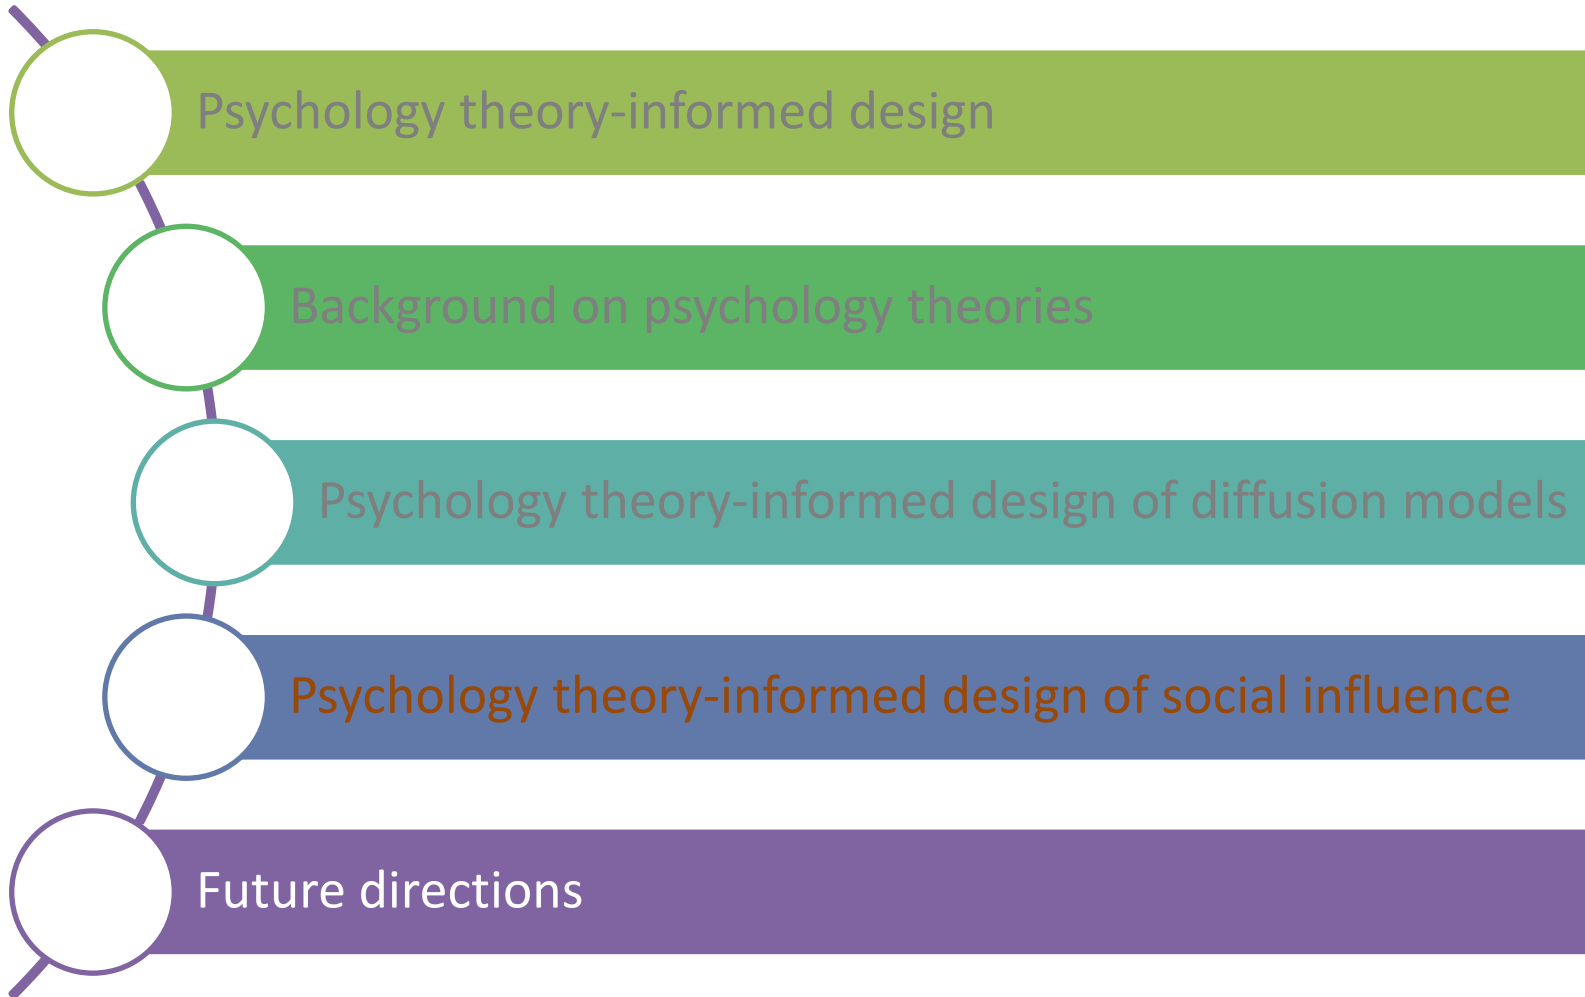 Psychology theory-informed design
Background on psychology theories
Psychology theory-informed design of diffusion models
Psychology theory-informed design of social influence
Future directions